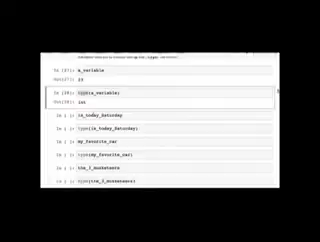 In [27]: a_variable
Out[27]: 23
In [28]: type(a_variable)
Out[28]: int
In [ ]: is_today_Saturday
In [ ]: type(is_today_Saturday)
In [ ]: my_favorite_car
In [ ]: type(my_favorite_car)
In [ ]: the_3_musketeers
In [ ]: type(the_3_musketeers)